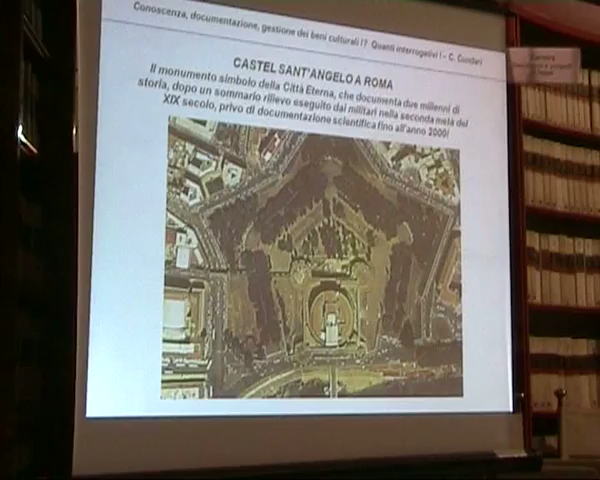 Conoscenza, documentazione, gestione dei beni culturali !? Quanti interrogativi ! – C. Cundari
CASTEL SANT'ANGELO A ROMA
Il monumento simbolo della Città Eterna, che documenta due millenni di
storia, dopo un sommario rilievo eseguito dai militari nella seconda metà del
XIX secolo, privo di documentazione scientifica fino all'anno 2000!